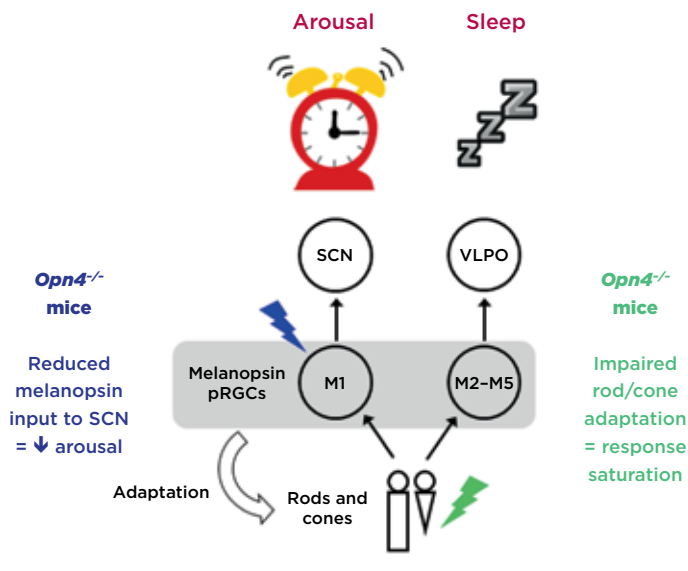 Arousal
Sleep
z
z
z
SCN
VLPO
Opn4-/-
mice
Reduced
melanopsin
input to SCN
= ↓ arousal
Melanopsin
pRGCs
M1
M2–M5
Opn4-/-
mice
Impaired
rod/cone
adaptation
= response
saturation
Adaptation
Rods and
cones